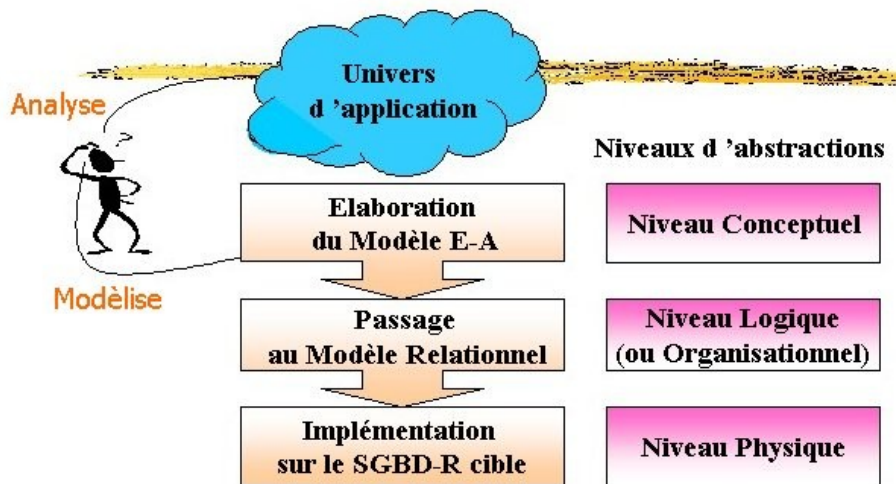 Univers
d ’application
Analyse
Niveaux d ’abstractions
Elaboration
du Modèle E-A
Niveau Conceptuel
Modèlise
Passage
au Modèle Relationnel
Niveau Logique
(ou Organisationnel)
Implémentation
sur le SGBD-R cible
Niveau Physique